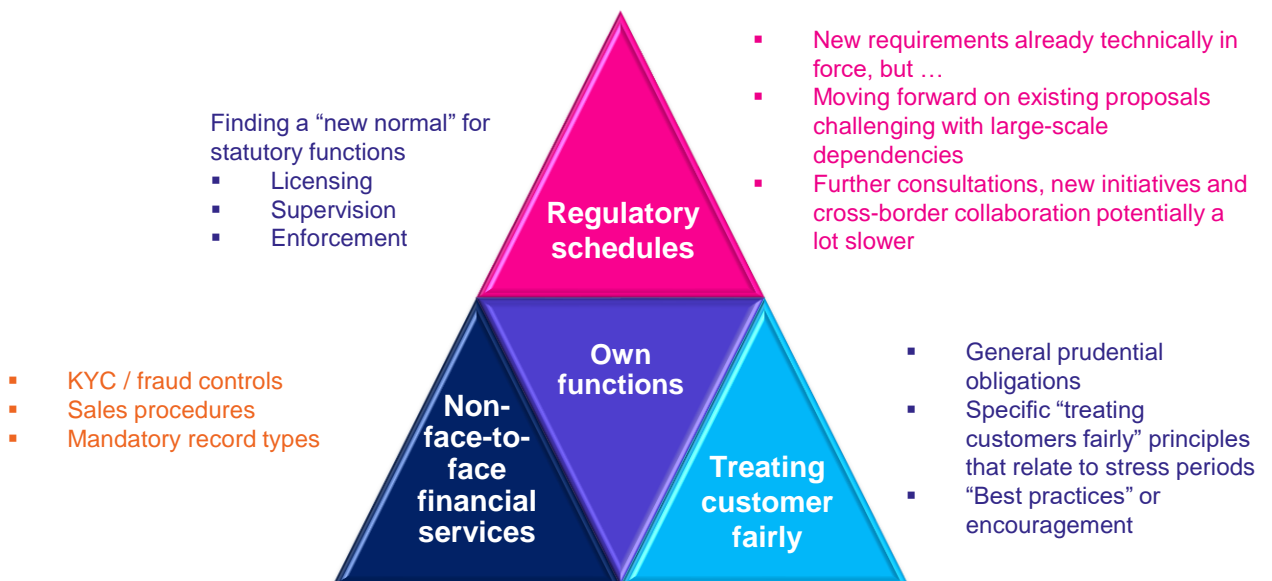 Finding a “new normal” for
statutory functions
▪ Licensing
▪ Supervision
▪ Enforcement
▪ New requirements already technically in
force, but …
▪ Moving forward on existing proposals
challenging with large-scale
dependencies
▪ Further consultations, new initiatives and
cross-border collaboration potentially a
lot slower
Regulatory
schedules
▪ KYC / fraud controls
▪ Sales procedures
▪ Mandatory record types
Non-
face-to-
face
financial
services
Own
functions
Treating
customer
fairly
▪ General prudential
obligations
▪ Specific “treating
customers fairly” principles
that relate to stress periods
▪ “Best practices” or
encouragement